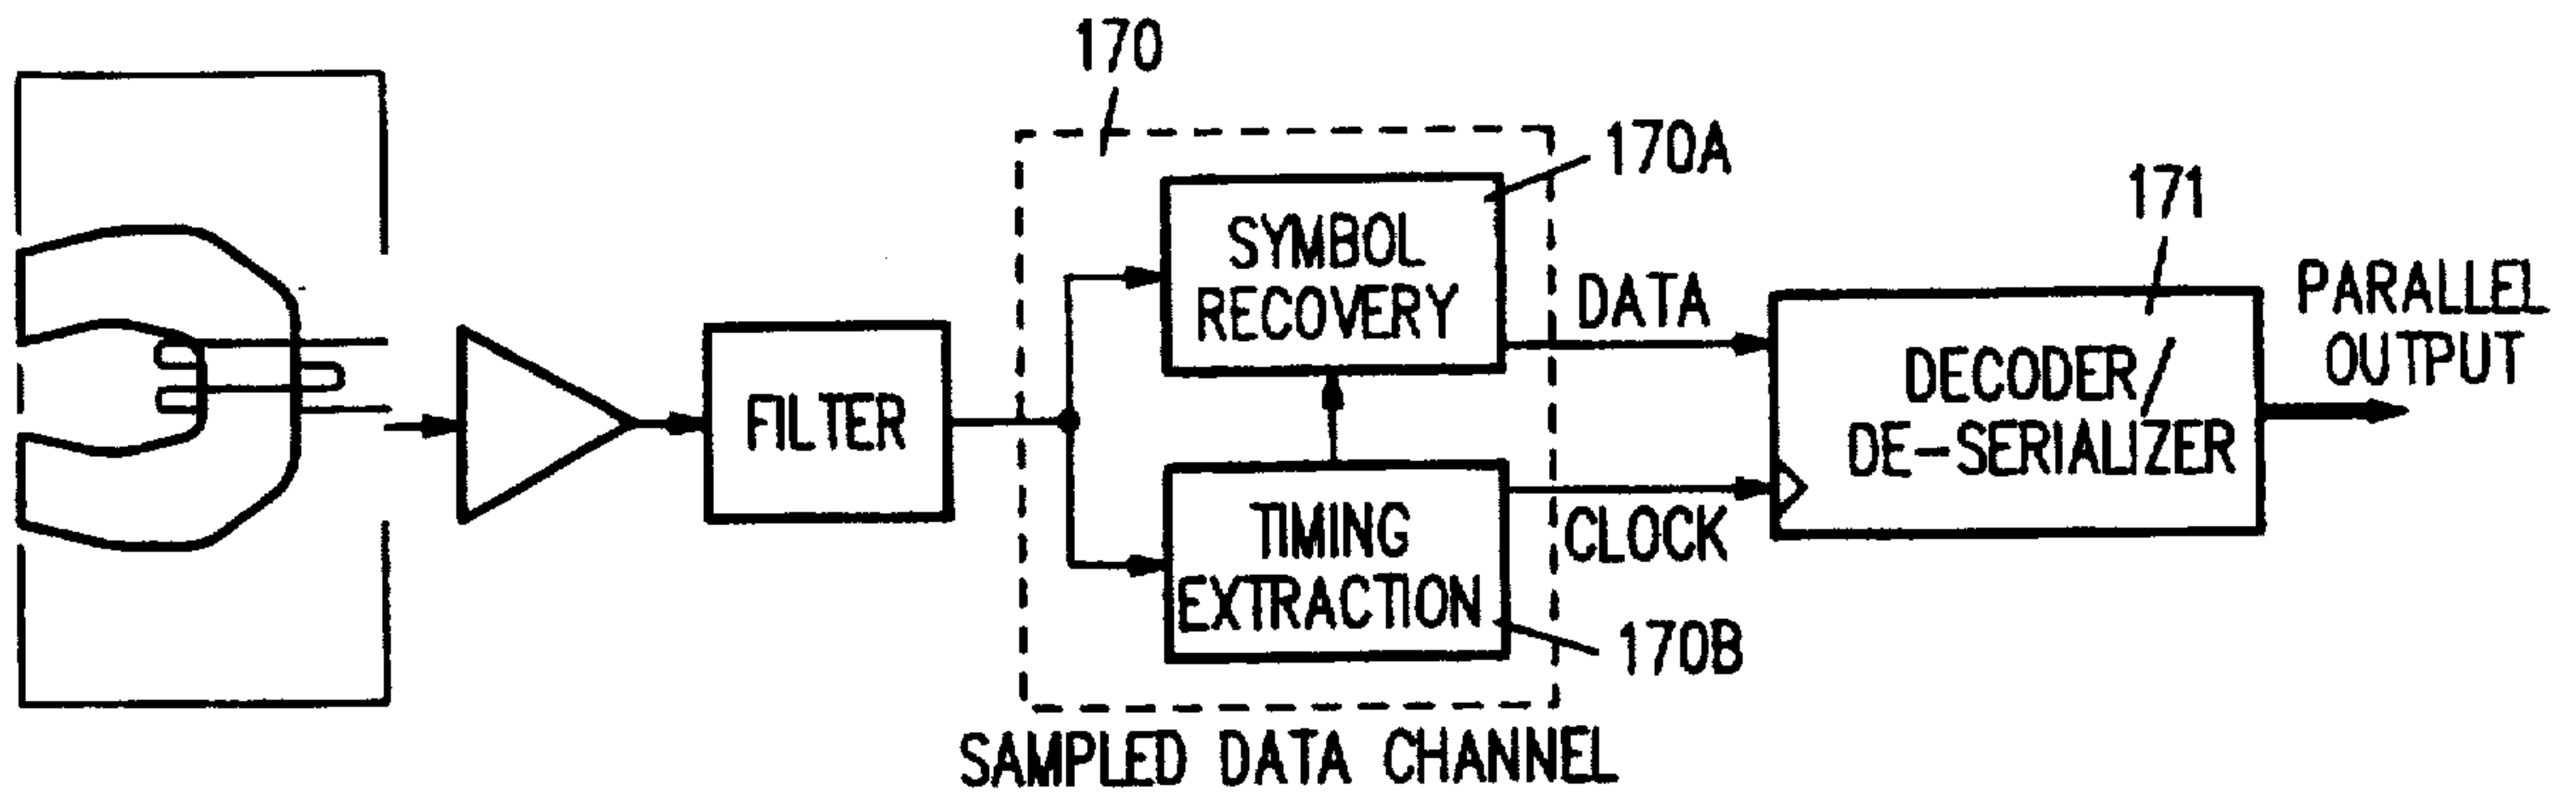 170
170A
SYMBOL
RECOVERY
171
DATA
PARALLEL
OUTPUT
FILTER
DECODER/
DE-SERIALIZER
TIMING
EXTRACTION
CLOCK
170B
SAMPLED DATA CHANNEL